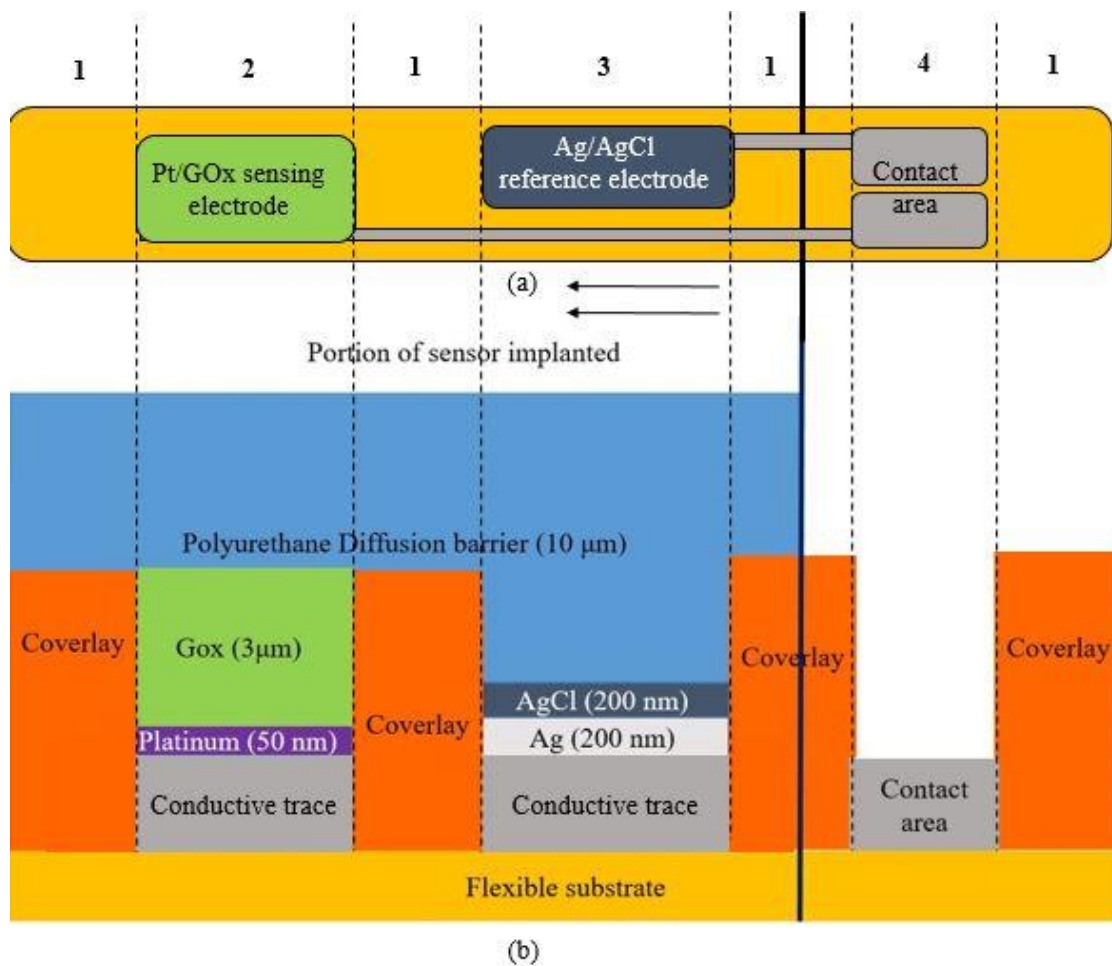 1 2 1 3 1 4 1
Pt/GOx sensing
electrode
Ag/AgCl
reference electrode
Contact
area
(a)
Portion of sensor implanted
Polyurethane Diffusion barrier (10 μm)
Coverlay
Gox (3μm)
Platinum (50 nm)
Conductive trace
Coverlay
AgCl (200 nm)
Ag (200 nm)
Conductive trace
Coverlay
Contact
area
Coverlay
Flexible substrate
(b)